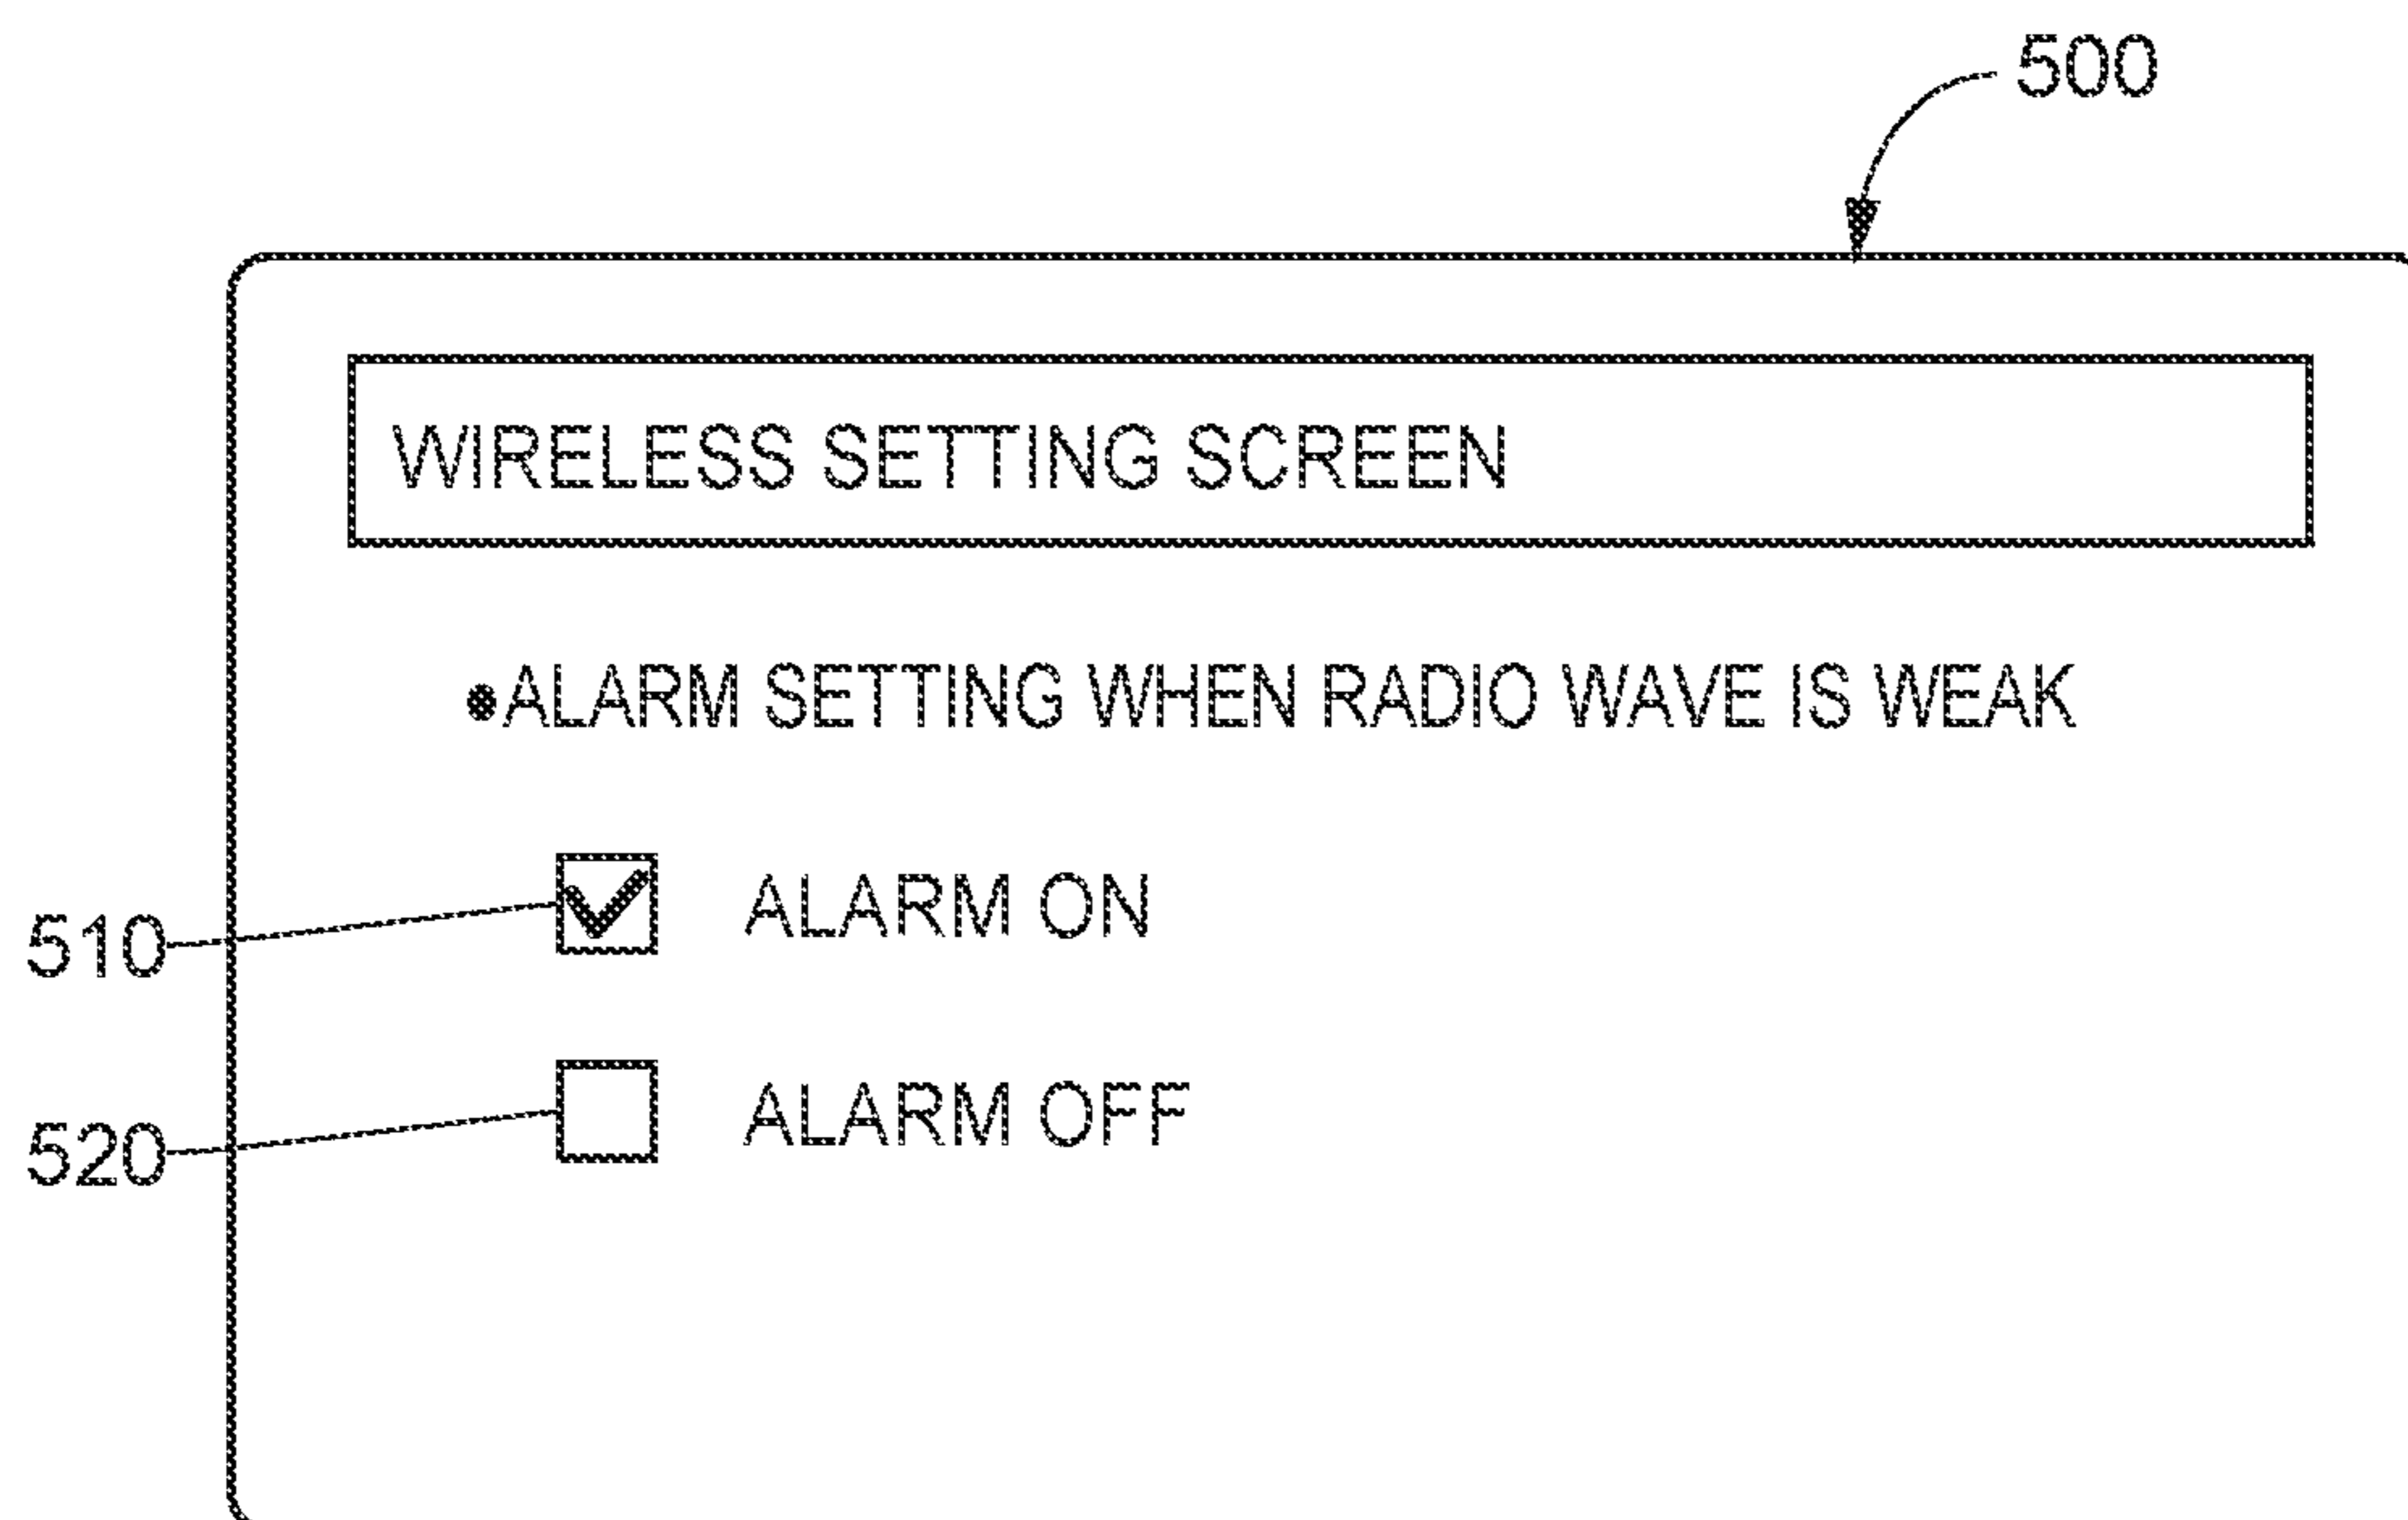 500
WIRELESS SETTING SCREEN
•ALARM SETTING WHEN RADIO WAVE IS WEAK
510 ALARM ON
520 ALARM OFF